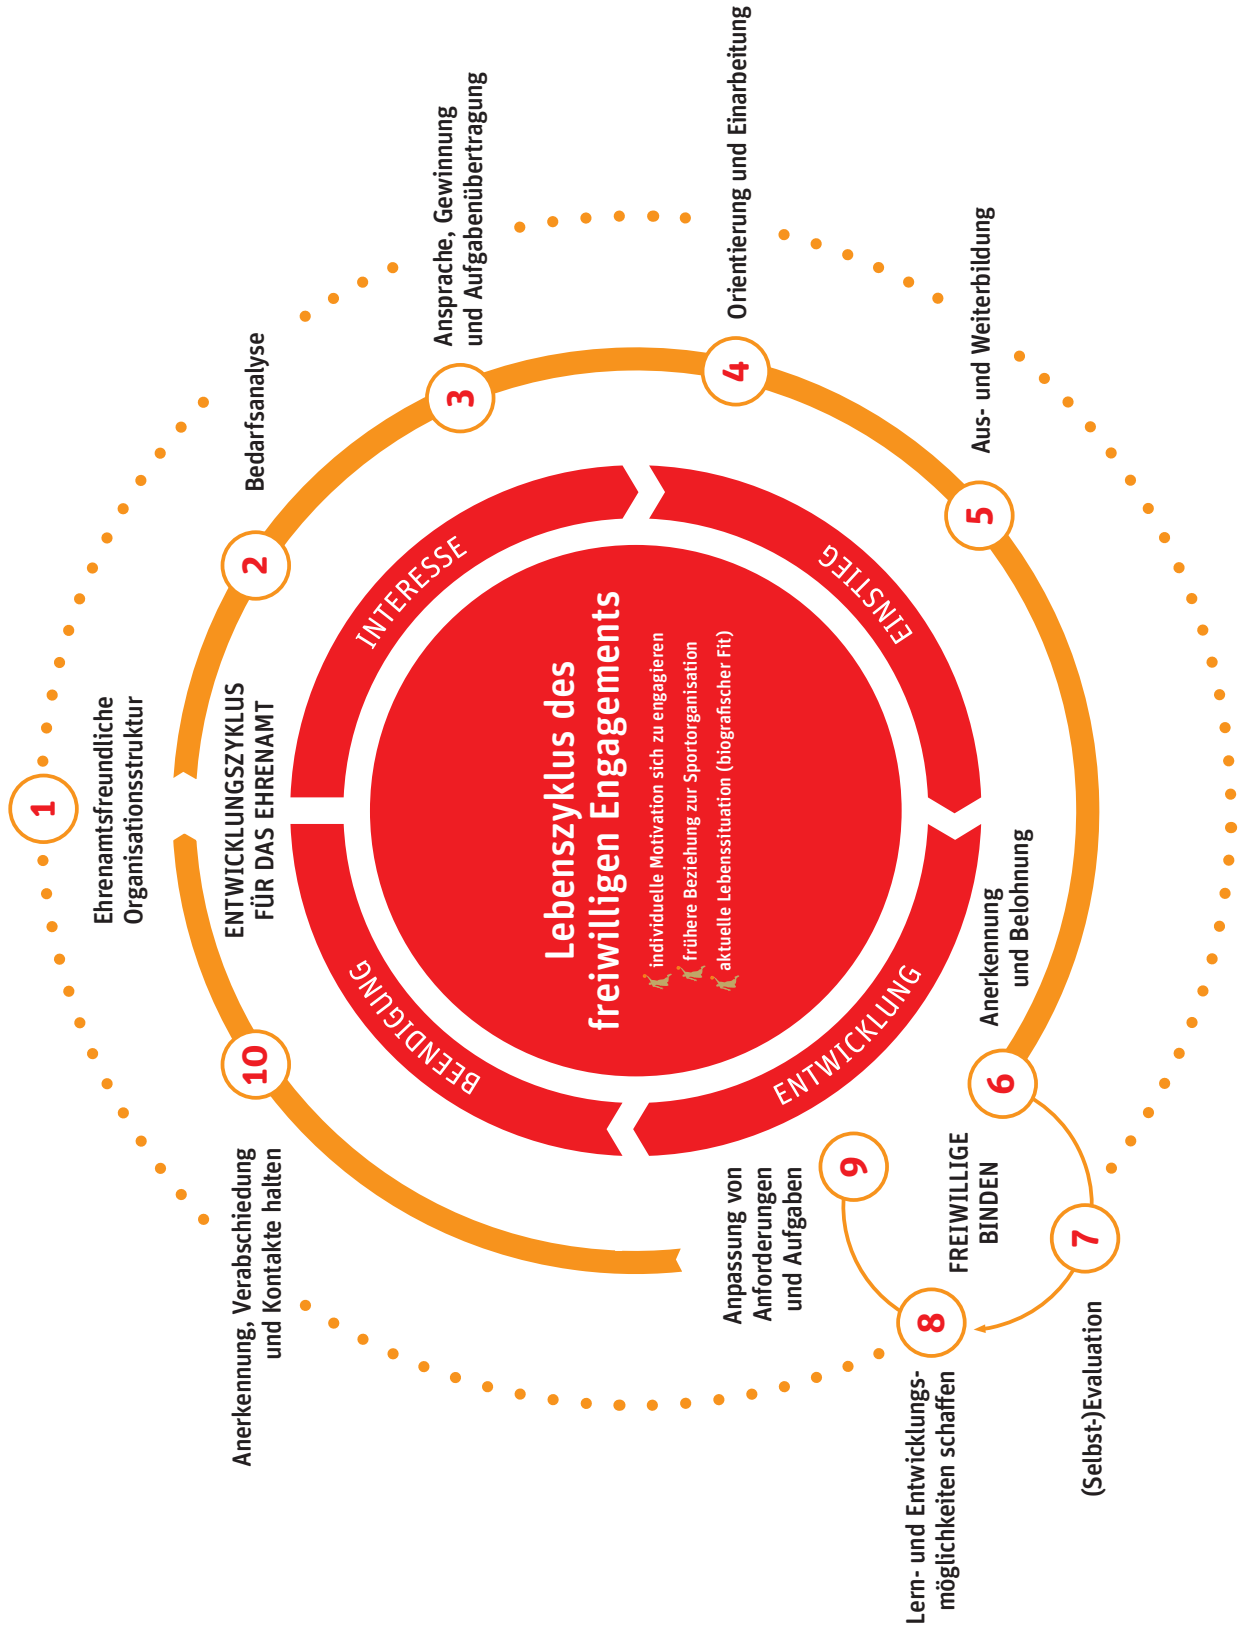 1
Ehrenamtsfreundliche
Organisationsstruktur
ENTWICKLUNGSZYKLUS
FÜR DAS EHRENAMT
2
Bedarfsanalyse
3
Ansprache, Gewinnung
und Aufgabenübertragung
4
Orientierung und Einarbeitung
5
Aus- und Weiterbildung
6
Anerkennung
und Belohnung
FREIWILLIGE
BINDEN
7
(Selbst-)Evaluation
8
Lern- und Entwicklungs-
möglichkeiten schaffen
9
Anpassung von
Anforderungen
und Aufgaben
10
Anerkennung, Verabschiedung
und Kontakte halten
INTERESSE
EINSTIEG
ENTWICKLUNG
BEENDIGUNG
Lebenszyklus des
freiwilligen Engagements
individuelle Motivation sich zu engagieren
frühere Beziehung zur Sportorganisation
aktuelle Lebenssituation (biografischer Fit)